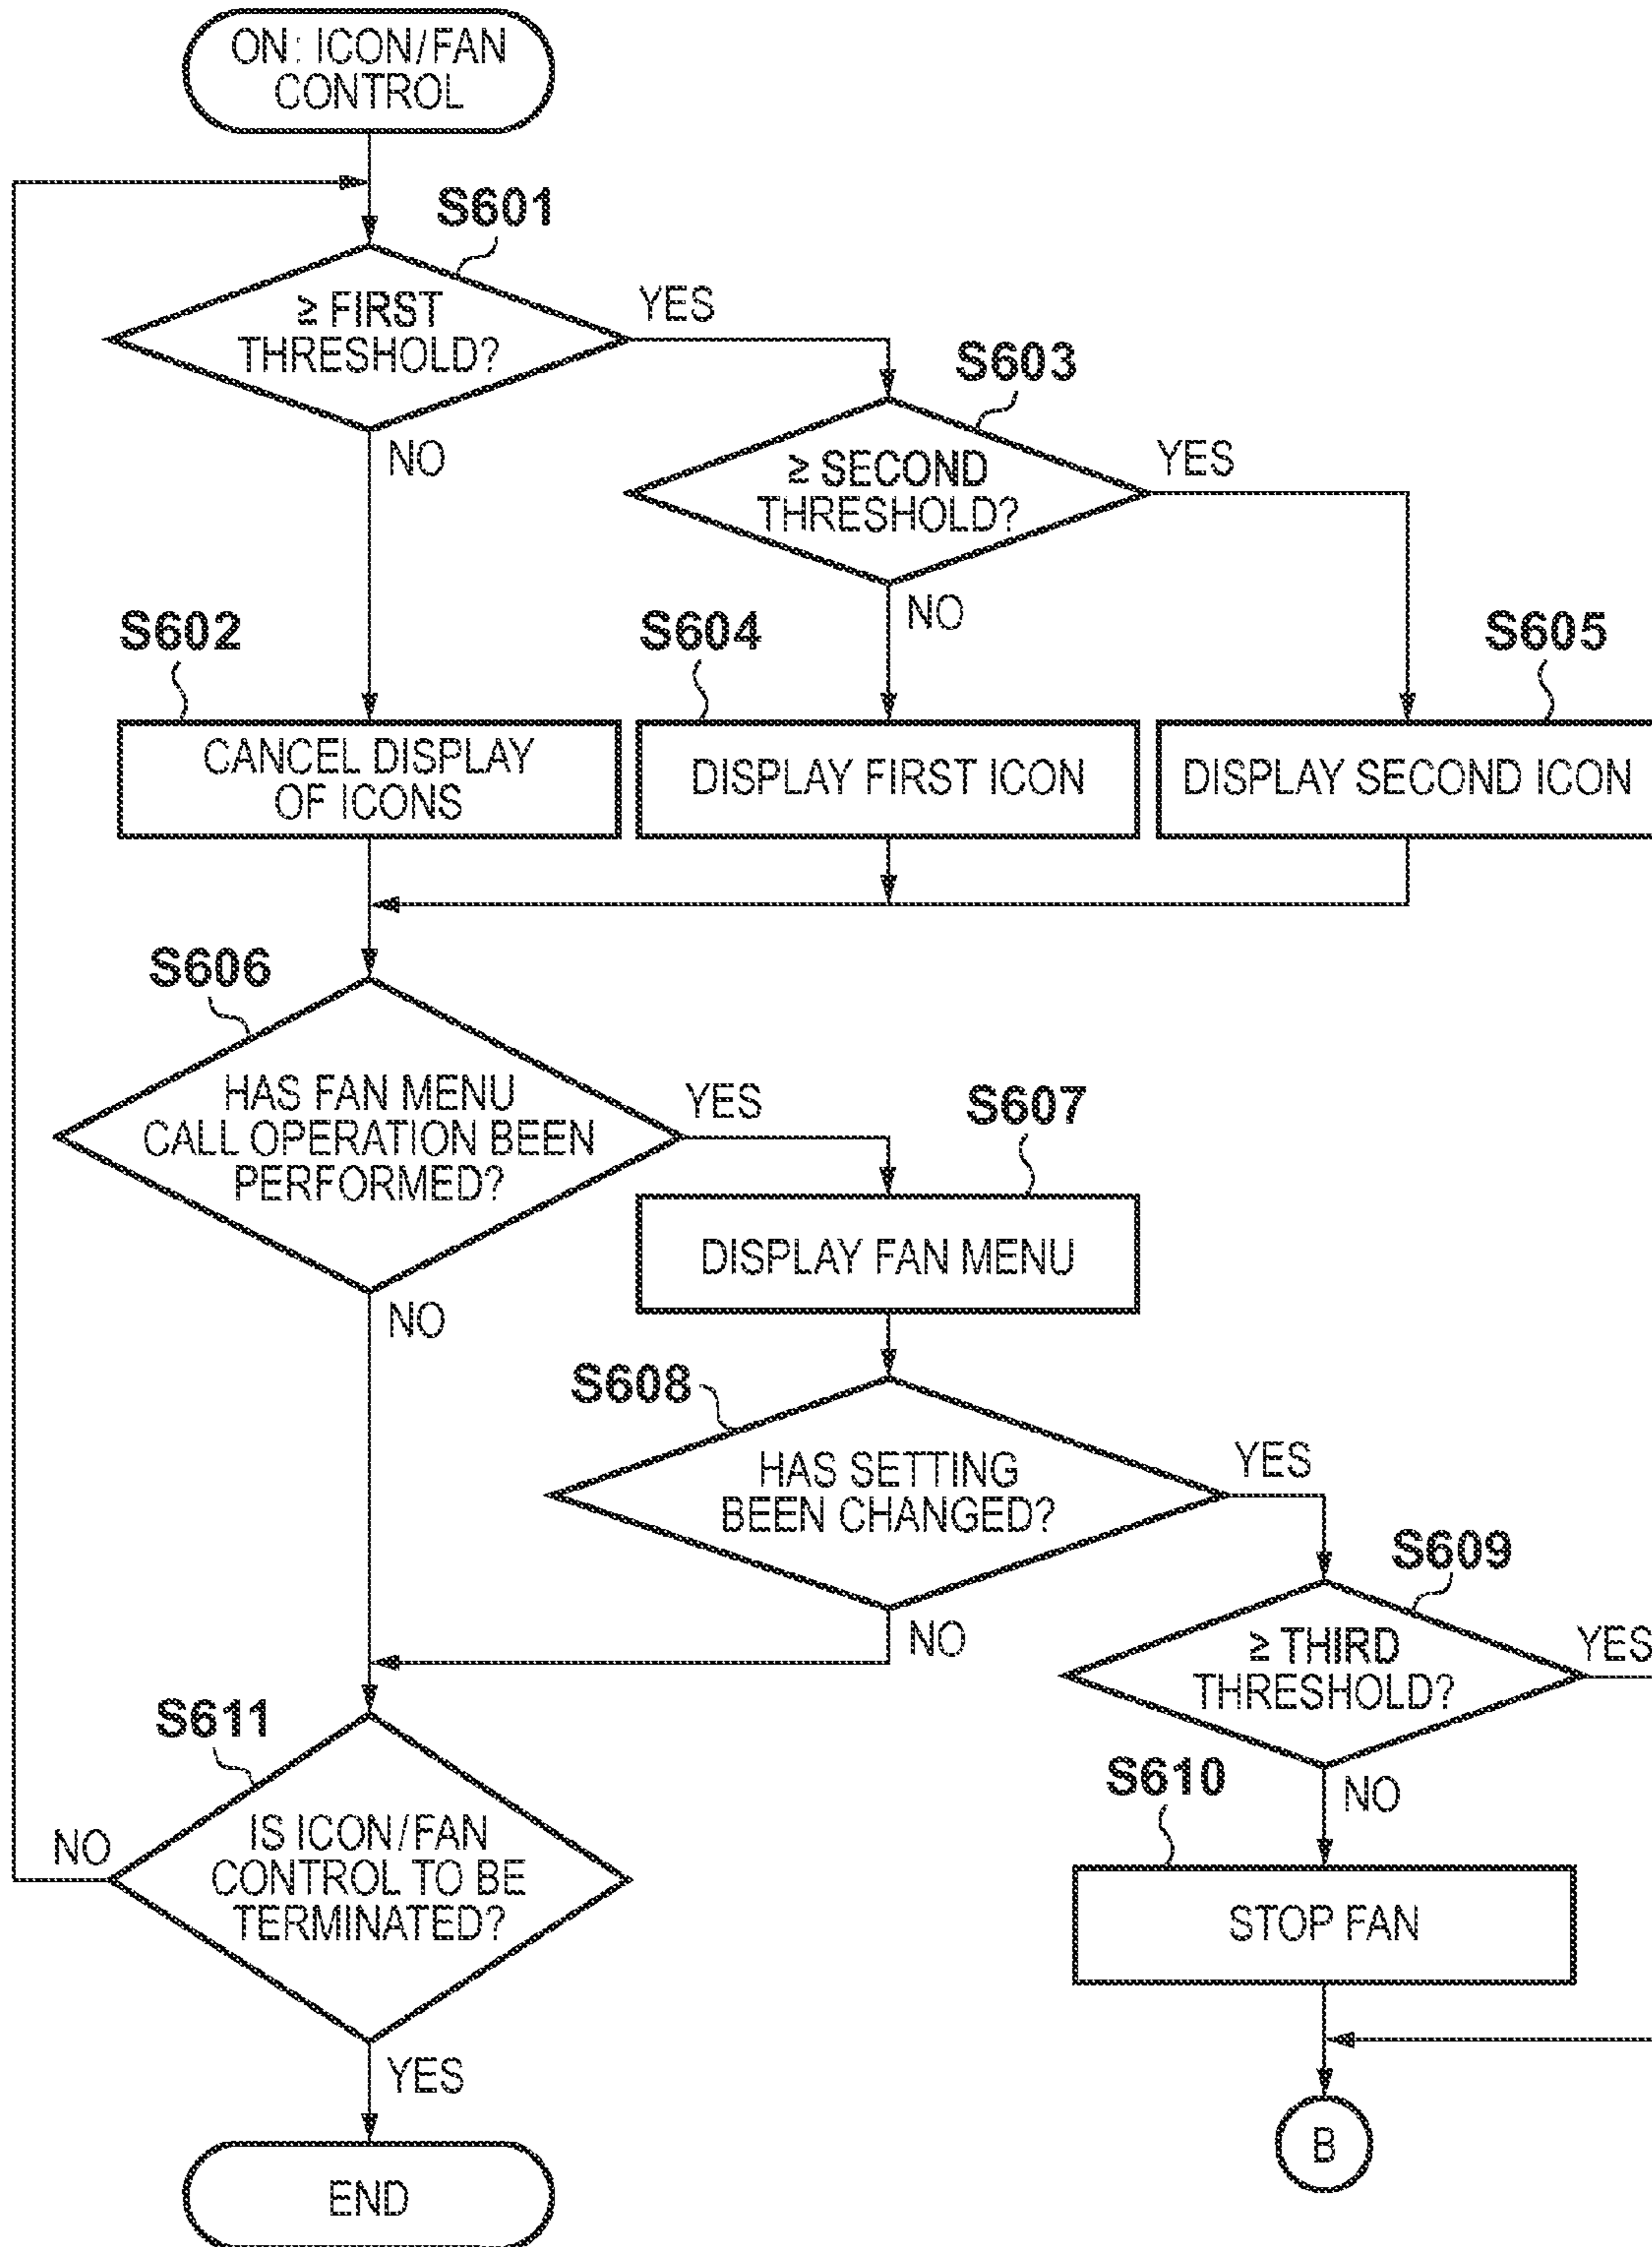 ON: ICON/FAN
CONTROL
S601
≥ FIRST
THRESHOLD?
YES
NO
S603
≥ SECOND
THRESHOLD?
YES
NO
S602
CANCEL DISPLAY
OF ICONS
S604
DISPLAY FIRST ICON
S605
DISPLAY SECOND ICON
S606
HAS FAN MENU
CALL OPERATION BEEN
PERFORMED?
YES
NO
S607
DISPLAY FAN MENU
S608
HAS SETTING
BEEN CHANGED?
YES
NO
S609
≥ THIRD
THRESHOLD?
YES
NO
S610
STOP FAN
B
S611
IS ICON/FAN
CONTROL TO BE
TERMINATED?
NO
YES
END